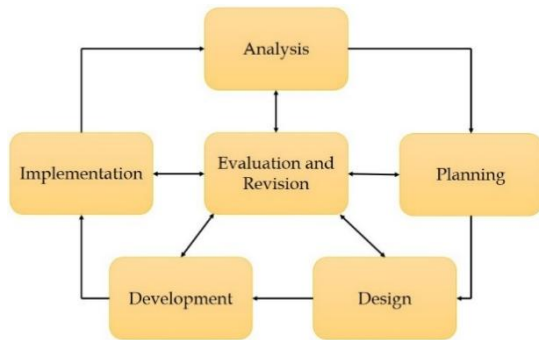 Analysis
Implementation
Evaluation and
Revision
Planning
Development
Design